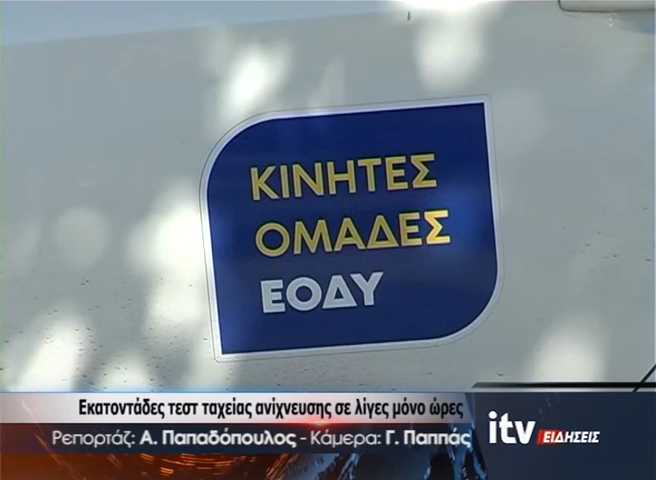 ΚΙΝΗΤΕΣ
ΟΜΑΔΕΣ
ΕΟΔΥ
Εκατοντάδες τεστ ταχείας ανίχνευσης σε λίγες μόνο ώρες
Ρεπορτάζ: Α. Παπαδόπουλος - Κάμερα: Γ. Παππάς
itv ΕΙΔΗΣΕΙΣ